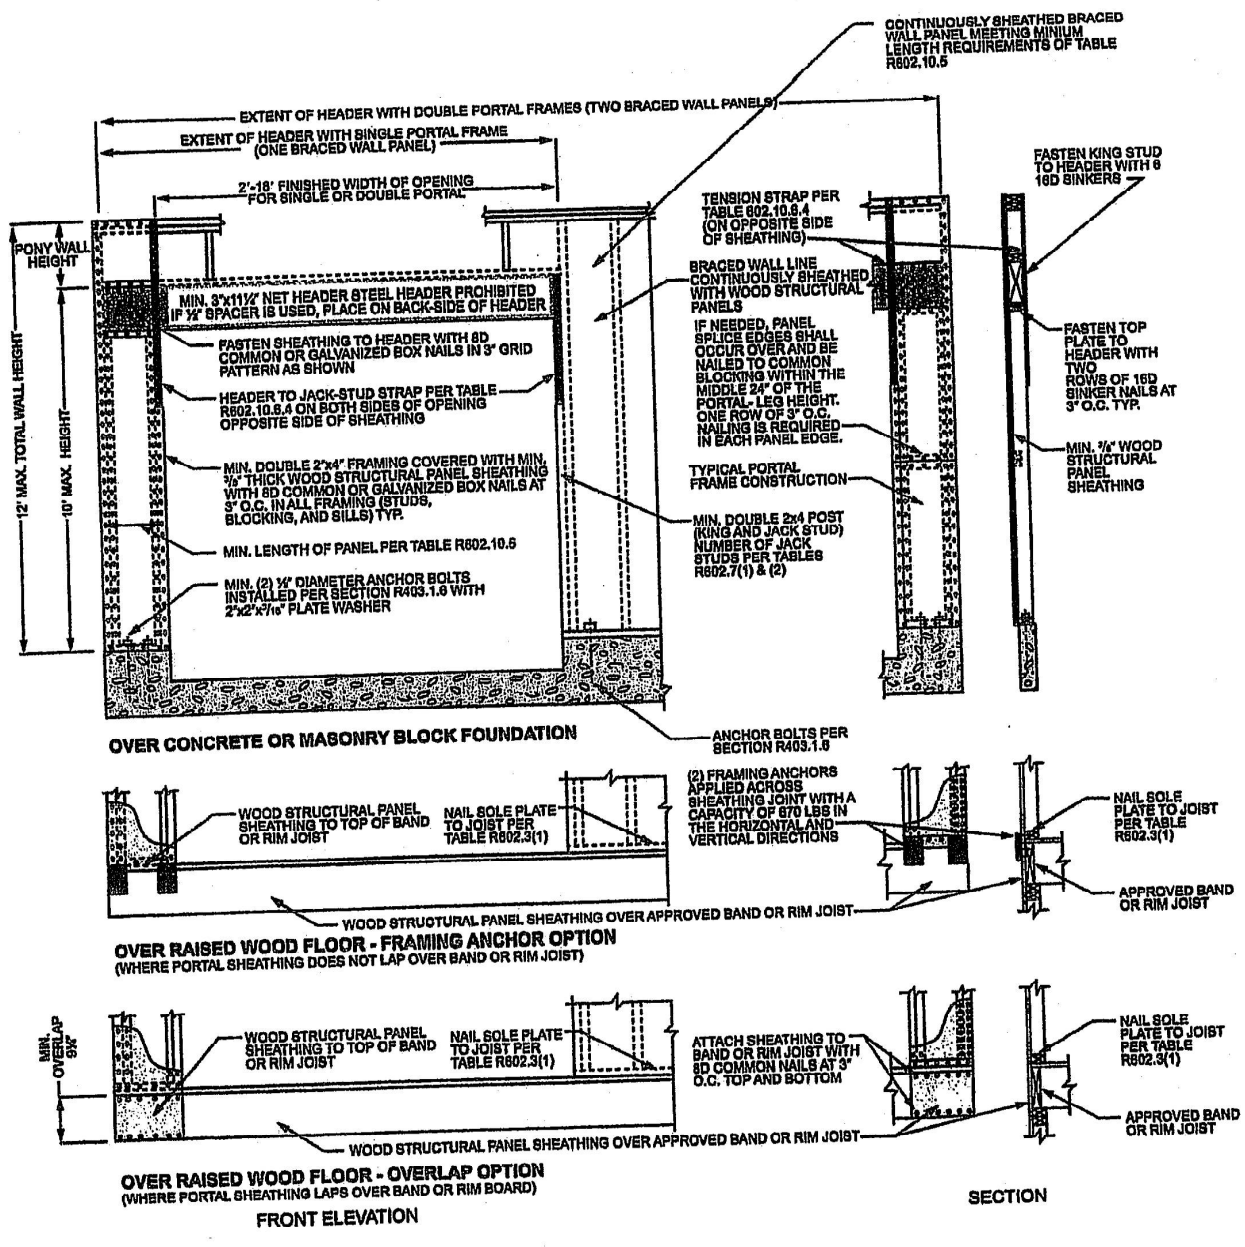 CONTINUOUSLY SHEATHED BRACED
WALL PANEL MEETING MINIUM
LENGTH REQUIREMENTS OF TABLE
R602.10.5
EXTENT OF HEADER WITH DOUBLE PORTAL FRAMES (TWO BRACED WALL PANELS)
EXTENT OF HEADER WITH SINGLE PORTAL FRAME
(ONE BRACED WALL PANEL)
2'-18' FINISHED WIDTH OF OPENING
FOR SINGLE OR DOUBLE PORTAL
PONY WALL
HEIGHT
12' MAX. TOTAL WALL HEIGHT
10' MAX. HEIGHT
MIN. 3"x11¼" NET HEADER STEEL HEADER PROHIBITED
IF ½" SPACER IS USED, PLACE ON BACK-SIDE OF HEADER
FASTEN SHEATHING TO HEADER WITH 8D
COMMON OR GALVANIZED BOX NAILS IN 3" GRID
PATTERN AS SHOWN
HEADER TO JACK-STUD STRAP PER TABLE
R602.10.6.4 ON BOTH SIDES OF OPENING
OPPOSITE SIDE OF SHEATHING
MIN. DOUBLE 2"x4" FRAMING COVERED WITH MIN.
⅜" THICK WOOD STRUCTURAL PANEL SHEATHING
WITH 8D COMMON OR GALVANIZED BOX NAILS AT
3" O.C. IN ALL FRAMING (STUDS,
BLOCKING, AND SILLS) TYP.
MIN. LENGTH OF PANEL PER TABLE R602.10.5
MIN. (2) ½" DIAMETER ANCHOR BOLTS
INSTALLED PER SECTION R403.1.6 WITH
2"x2"x3/16" PLATE WASHER
TENSION STRAP PER
TABLE 602.10.6.4
(ON OPPOSITE SIDE
OF SHEATHING)
BRACED WALL LINE
CONTINUOUSLY SHEATHED
WITH WOOD STRUCTURAL
PANELS
IF NEEDED, PANEL
SPLICE EDGES SHALL
OCCUR OVER AND BE
NAILED TO COMMON
BLOCKING WITHIN THE
MIDDLE 24" OF THE
PORTAL- LEG HEIGHT.
ONE ROW OF 3" O.C.
NAILING IS REQUIRED
IN EACH PANEL EDGE.
TYPICAL PORTAL
FRAME CONSTRUCTION
MIN. DOUBLE 2x4 POST
(KING AND JACK STUD)
NUMBER OF JACK
STUDS PER TABLES
R602.7(1) & (2)
FASTEN KING STUD
TO HEADER WITH 6
16D SINKERS
FASTEN TOP
PLATE TO
HEADER WITH
TWO
ROWS OF 16D
SINKER NAILS AT
3" O.C. TYP.
MIN. ⅜" WOOD
STRUCTURAL
PANEL
SHEATHING
OVER CONCRETE OR MASONRY BLOCK FOUNDATION
ANCHOR BOLTS PER
SECTION R403.1.6
WOOD STRUCTURAL PANEL
SHEATHING TO TOP OF BAND
OR RIM JOIST
NAIL SOLE PLATE
TO JOIST PER
TABLE R602.3(1)
(2) FRAMING ANCHORS
APPLIED ACROSS
SHEATHING JOINT WITH A
CAPACITY OF 670 LBS IN
THE HORIZONTAL AND
VERTICAL DIRECTIONS
NAIL SOLE
PLATE TO JOIST
PER TABLE
R602.3(1)
APPROVED BAND
OR RIM JOIST
WOOD STRUCTURAL PANEL SHEATHING OVER APPROVED BAND OR RIM JOIST
OVER RAISED WOOD FLOOR - FRAMING ANCHOR OPTION
(WHERE PORTAL SHEATHING DOES NOT LAP OVER BAND OR RIM JOIST)
MIN.
OVERLAP
9¼"
WOOD STRUCTURAL PANEL
SHEATHING TO TOP OF BAND
OR RIM JOIST
NAIL SOLE PLATE
TO JOIST PER
TABLE R602.3(1)
ATTACH SHEATHING TO
BAND OR RIM JOIST WITH
8D COMMON NAILS AT 3"
O.C. TOP AND BOTTOM
NAIL SOLE
PLATE TO JOIST
PER TABLE
R602.3(1)
APPROVED BAND
OR RIM JOIST
WOOD STRUCTURAL PANEL SHEATHING OVER APPROVED BAND OR RIM JOIST
OVER RAISED WOOD FLOOR - OVERLAP OPTION
(WHERE PORTAL SHEATHING LAPS OVER BAND OR RIM BOARD)
FRONT ELEVATION
SECTION